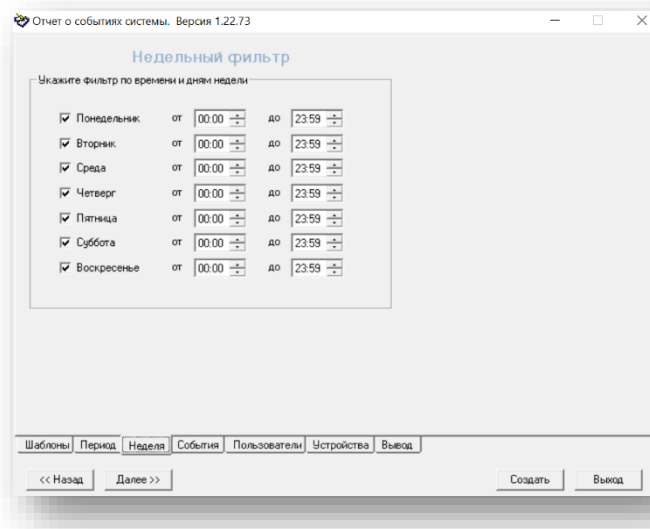 Отчет о событиях системы. Версия 1.22.73
Недельный фильтр
Укажите фильтр по времени и дням недели
Понедельник от 00:00 до 23:59
Вторник от 00:00 до 23:59
Среда от 00:00 до 23:59
Четверг от 00:00 до 23:59
Пятница от 00:00 до 23:59
Суббота от 00:00 до 23:59
Воскресенье от 00:00 до 23:59
Шаблоны Период Неделя События Пользователи Устройства Вывод
<< Назад Далее >> Создать Выход